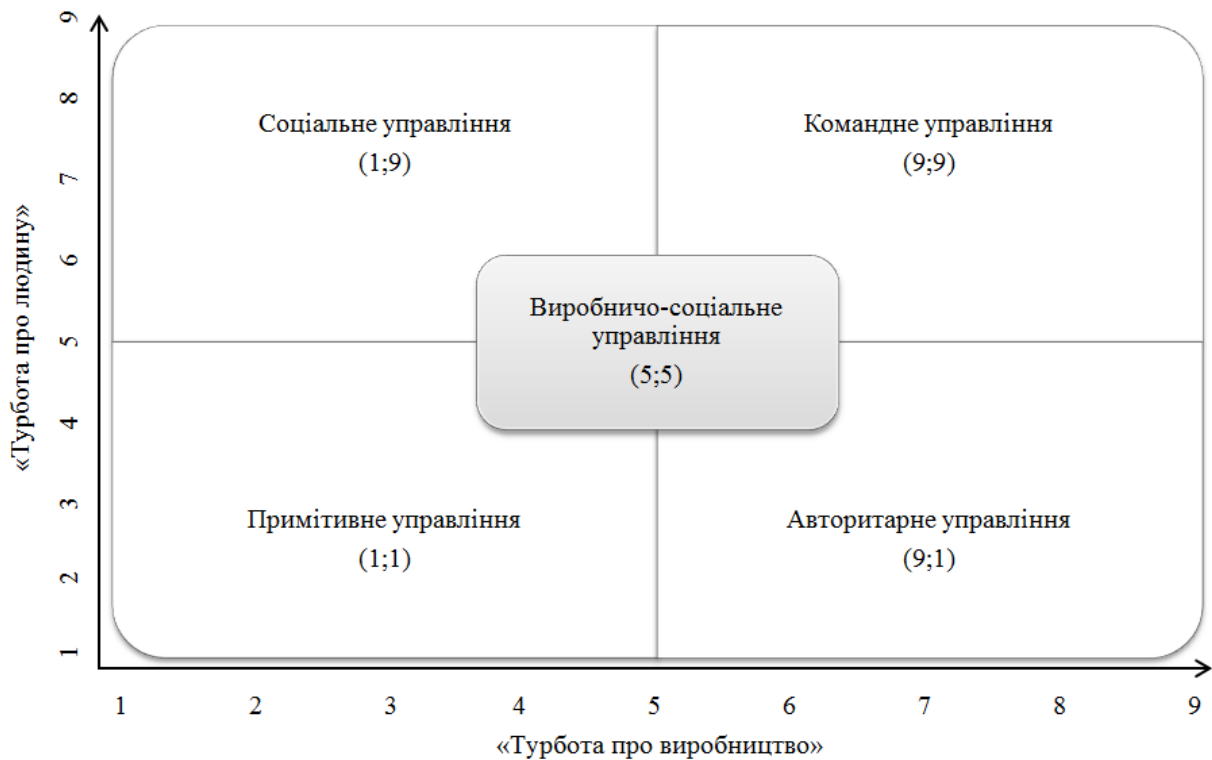 9
8
7
6
5
4
3
2
1
«Турбота про людину»
Соціальне управління
(1;9)
Командне управління
(9;9)
Виробничо-соціальне
управління
(5;5)
Примітивне управління
(1;1)
Авторитарне управління
(9;1)
1 2 3 4 5 6 7 8 9
«Турбота про виробництво»